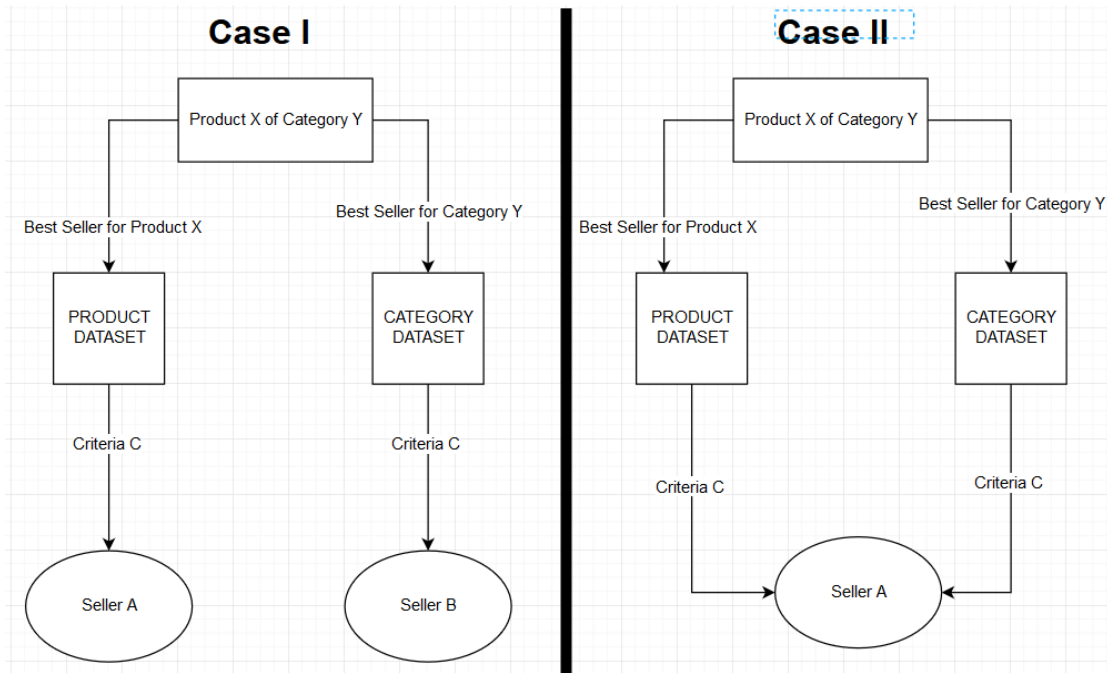 Case I
Product X of Category Y
Best Seller for Product X
Best Seller for Category Y
PRODUCT
DATASET
CATEGORY
DATASET
Criteria C
Criteria C
Seller A
Seller B
Case II
Product X of Category Y
Best Seller for Product X
Best Seller for Category Y
PRODUCT
DATASET
CATEGORY
DATASET
Criteria C
Criteria C
Seller A